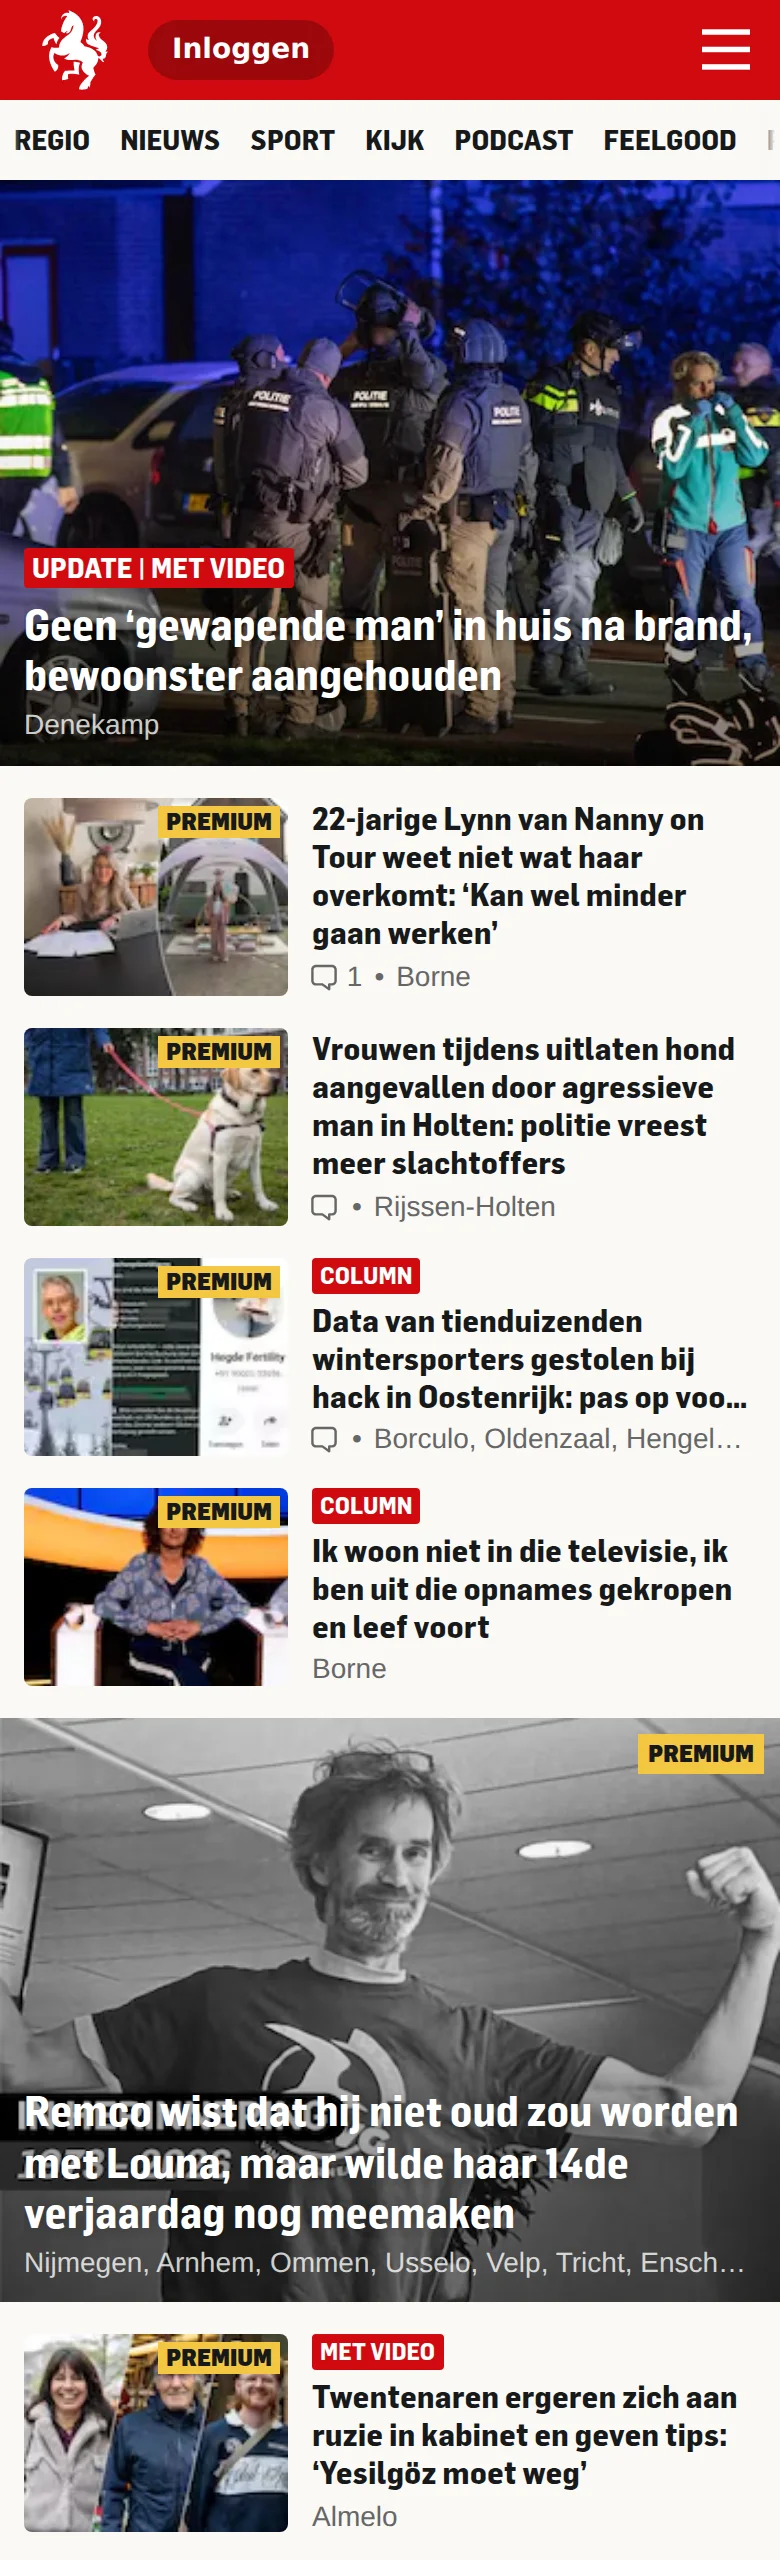 Inloggen
REGIO NIEUWS SPORT KIJK PODCAST FEELGOOD
POLITIE
POLITIE
POLITIE
UPDATE | MET VIDEO
Geen ‘gewapende man’ in huis na brand,
bewoonster aangehouden
Denekamp
PREMIUM
22-jarige Lynn van Nanny on
Tour weet niet wat haar
overkomt: ‘Kan wel minder
gaan werken’
1 • Borne
PREMIUM
Vrouwen tijdens uitlaten hond
aangevallen door agressieve
man in Holten: politie vreest
meer slachtoffers
• Rijssen-Holten
PREMIUM
Hegde Fertility
COLUMN
Data van tienduizenden
wintersporters gestolen bij
hack in Oostenrijk: pas op voo...
• Borculo, Oldenzaal, Hengel...
PREMIUM
COLUMN
Ik woon niet in die televisie, ik
ben uit die opnames gekropen
en leef voort
Borne
PREMIUM
Remco wist dat hij niet oud zou worden
met Louna, maar wilde haar 14de
verjaardag nog meemaken
Nijmegen, Arnhem, Ommen, Usselo, Velp, Tricht, Ensch...
PREMIUM
MET VIDEO
Twentenaren ergeren zich aan
ruzie in kabinet en geven tips:
‘Yesilgöz moet weg’
Almelo